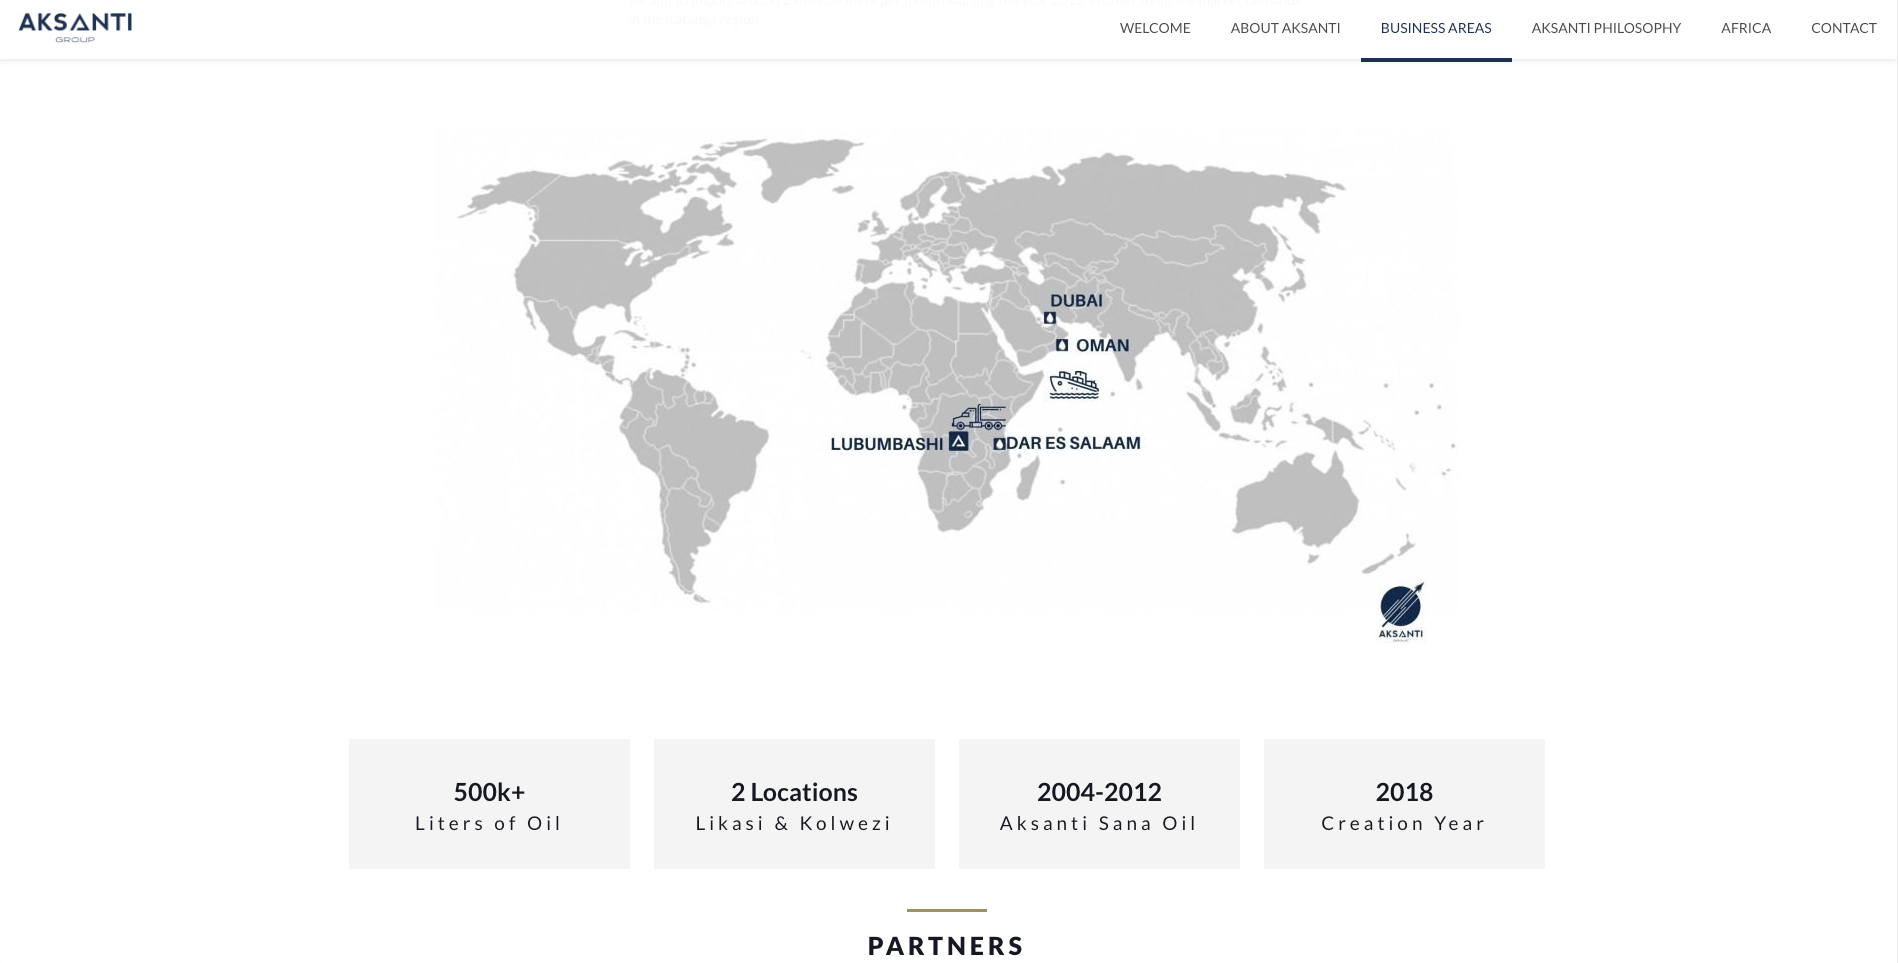 AKSANTI
GROUP
in the Katanga region.
WELCOME
ABOUT AKSANTI
BUSINESS AREAS
AKSANTI PHILOSOPHY
AFRICA
CONTACT
DUBAI
OMAN
LUBUMBASHI
DAR ES SALAAM
AKSANTI
500k+
Liters of Oil
2 Locations
Likasi & Kolwezi
2004-2012
Aksanti Sana Oil
2018
Creation Year
PARTNERS